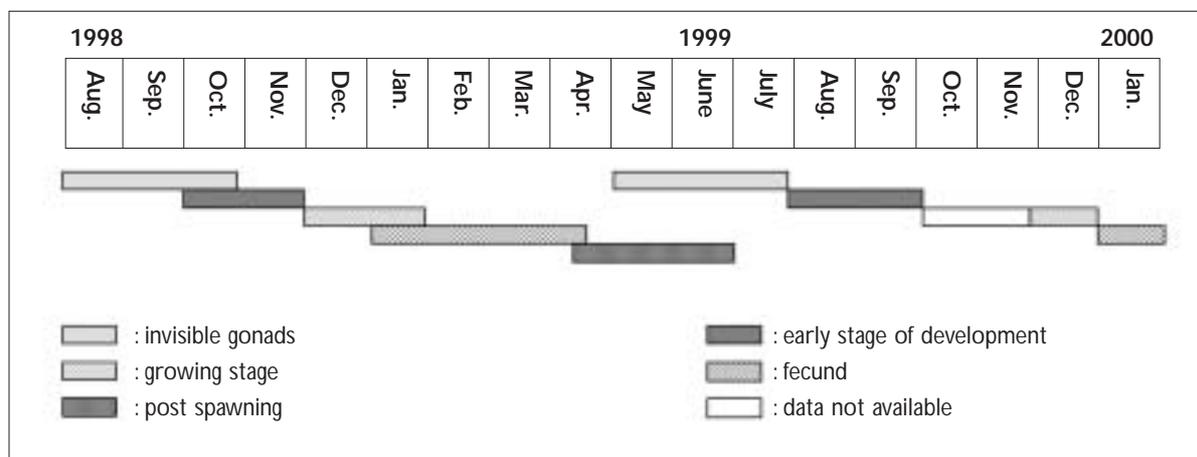 1998 1999 2000
Aug. Sep. Oct. Nov. Dec. Jan. Feb. Mar. Apr. May June July Aug. Sep. Oct. Nov. Dec. Jan.
: invisible gonads : early stage of development
: growing stage : fecund
: post spawning : data not available